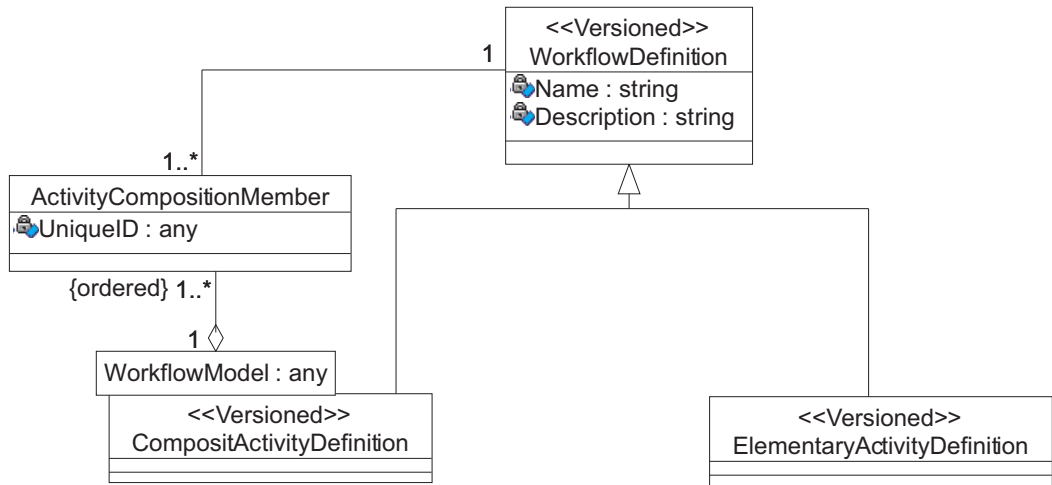 <<Versioned>>
WorkflowDefinition
Name : string
Description : string
1
1..*
ActivityCompositionMember
UniqueID : any
{ordered} 1..*
1
WorkflowModel : any
<<Versioned>>
CompositActivityDefinition
<<Versioned>>
ElementaryActivityDefinition